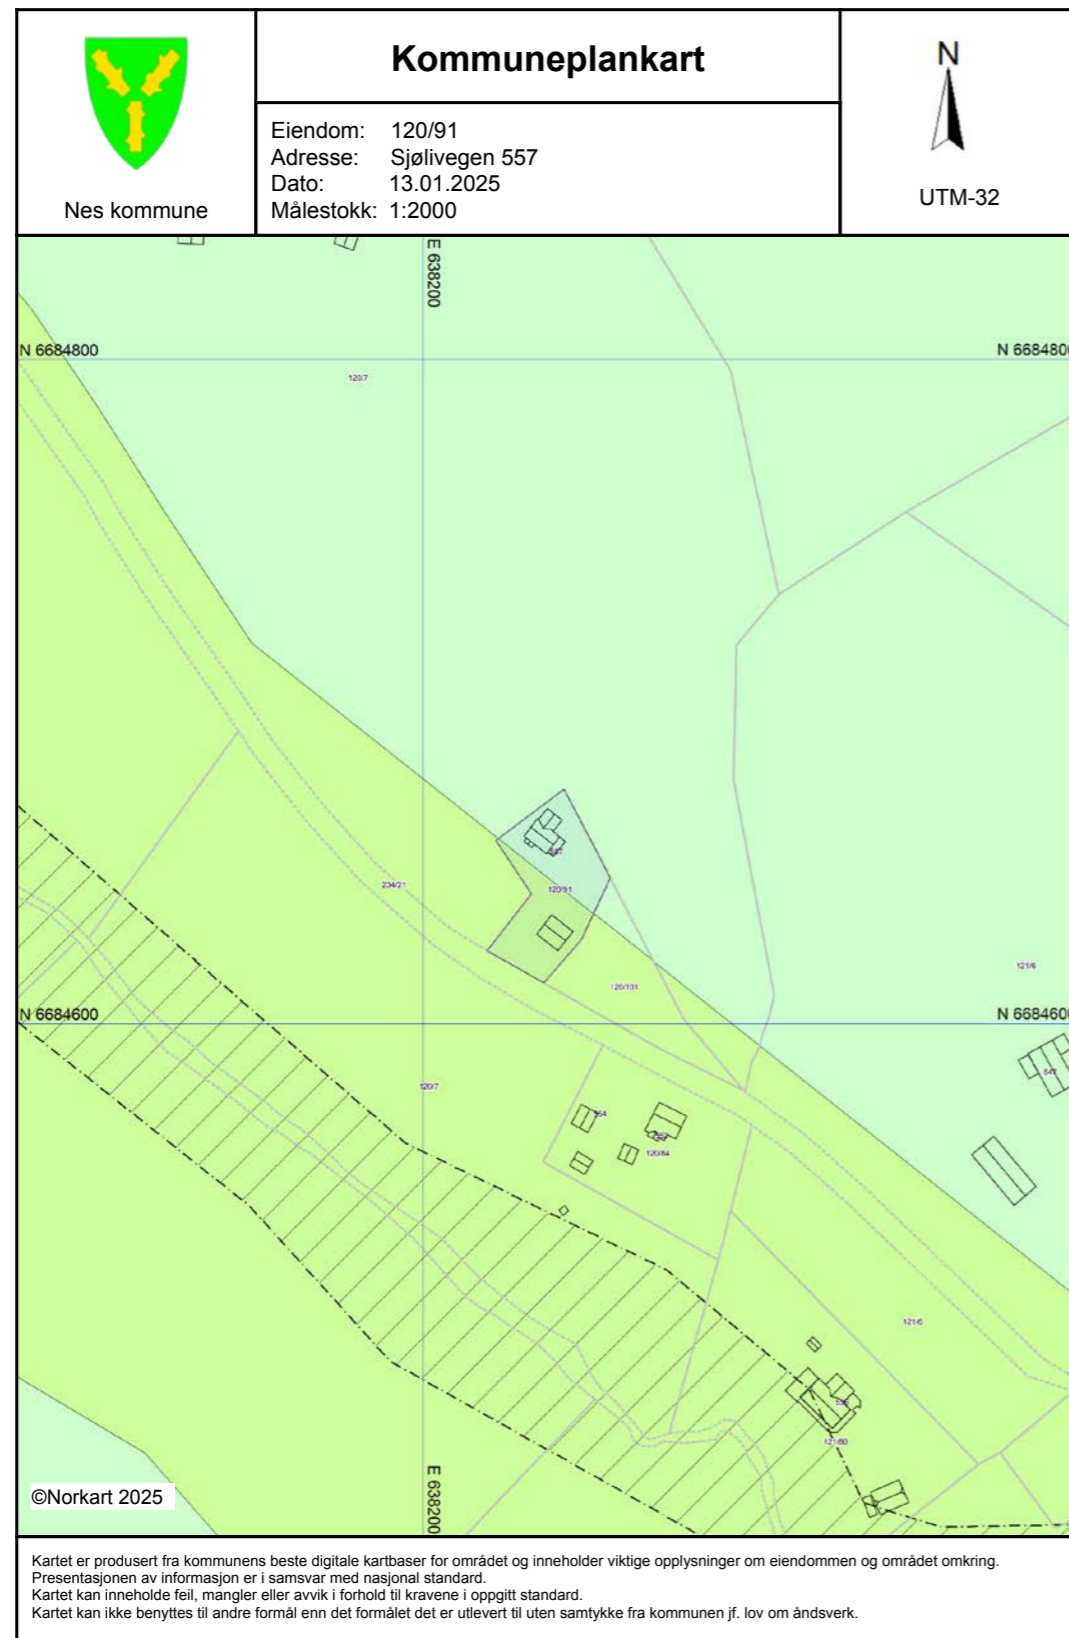 Kommuneplankart
Eiendom: 120/91
Adresse: Sjølivegen 557
Dato: 13.01.2025
Målestokk: 1:2000
Nes kommune
N
UTM-32
E 638200
N 6684800
N 6684800
120/7
557
234/21
120/91
120/101
121/6
N 6684600
N 6684600
547
120/7
554
120/84
121/6
121/80
E 638200
©Norkart 2025
Kartet er produsert fra kommunens beste digitale kartbaser for området og inneholder viktige opplysninger om eiendommen og området omkring.
Presentasjonen av informasjon er i samsvar med nasjonal standard.
Kartet kan inneholde feil, mangler eller avvik i forhold til kravene i oppgitt standard.
Kartet kan ikke benyttes til andre formål enn det formålet det er utlevert til uten samtykke fra kommunen jf. lov om åndsverk.